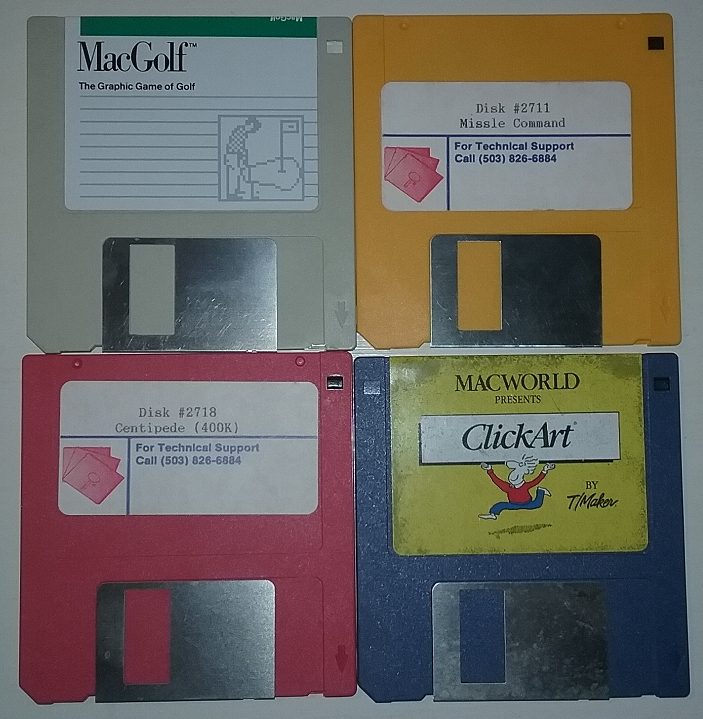 MacGolf
MacGolf™
The Graphic Game of Golf
Disk #2711
Missle Command
For Technical Support
Call (503) 826-6884
Disk #2718
Centipede (400K)
For Technical Support
Call (503) 826-6884
MACWORLD
PRESENTS
ClickArt®
BY
T/Maker